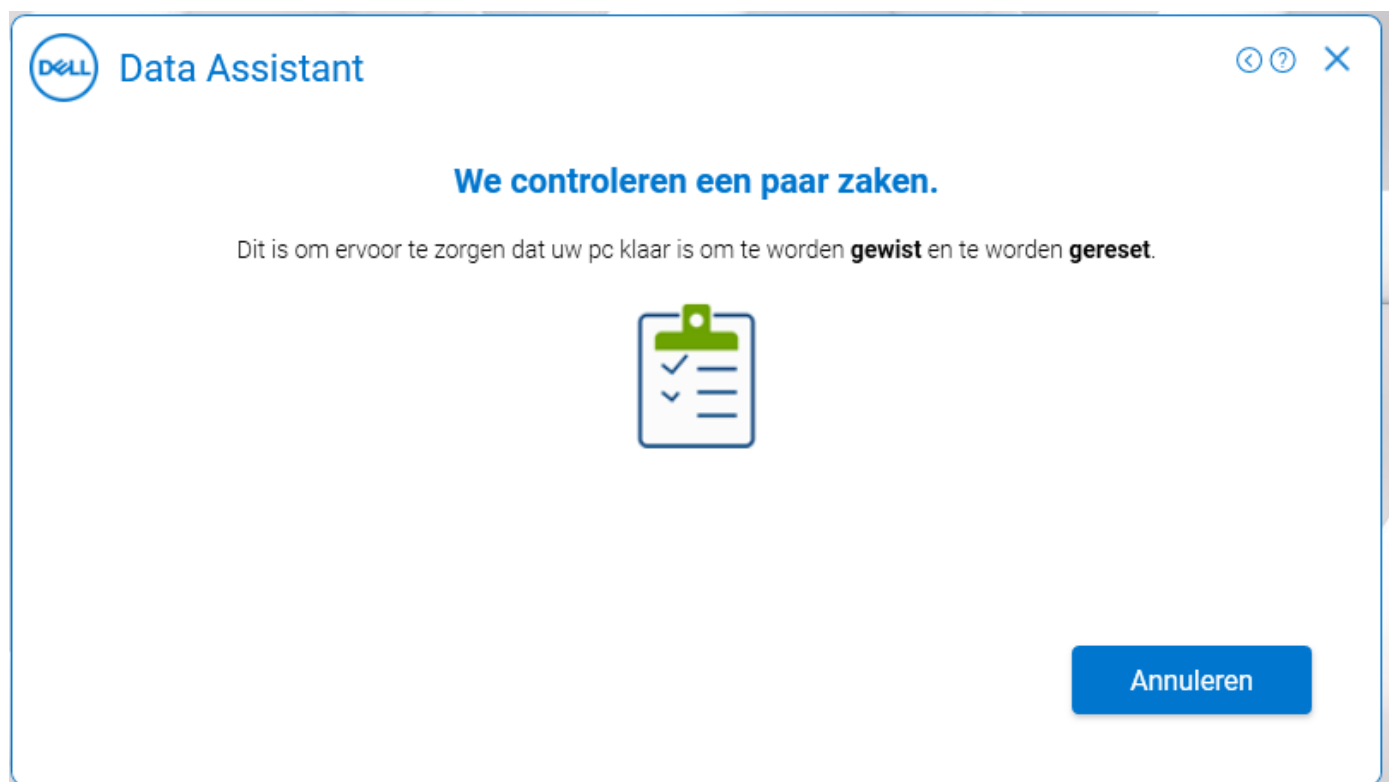 DELL Data Assistant
We controleren een paar zaken.
Dit is om ervoor te zorgen dat uw pc klaar is om te worden gewist en te worden gereset.
Annuleren